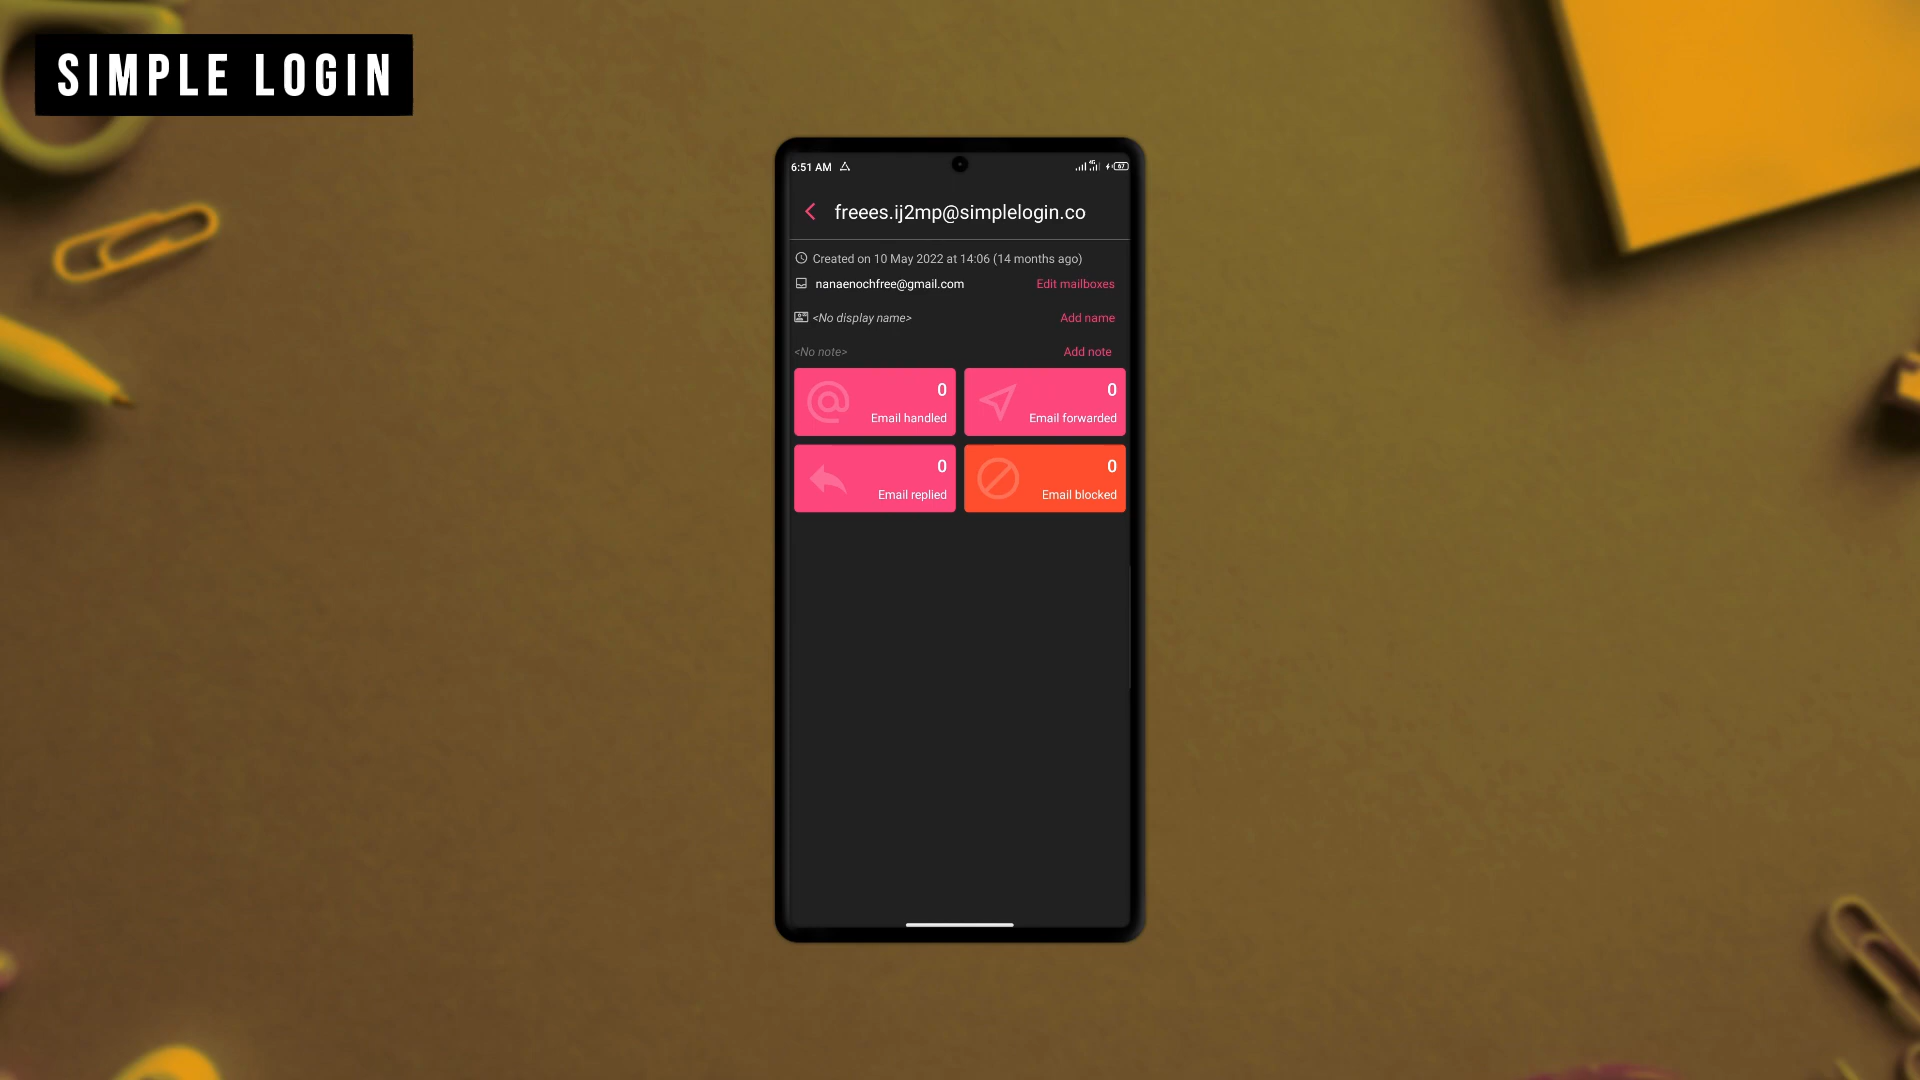 SIMPLE LOGIN
6:51 AM
4G
67
freees.ij2mp@simplelogin.co
Created on 10 May 2022 at 14:06 (14 months ago)
nanaenochfree@gmail.com Edit mailboxes
<No display name> Add name
<No note> Add note
0 0
Email handled Email forwarded
0 0
Email replied Email blocked